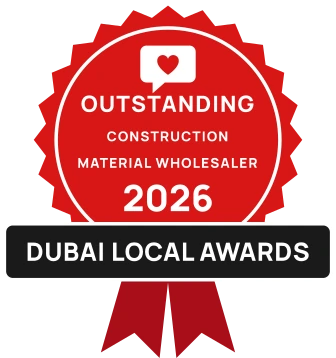 OUTSTANDING
CONSTRUCTION
MATERIAL WHOLESALER
2026
DUBAI LOCAL AWARDS